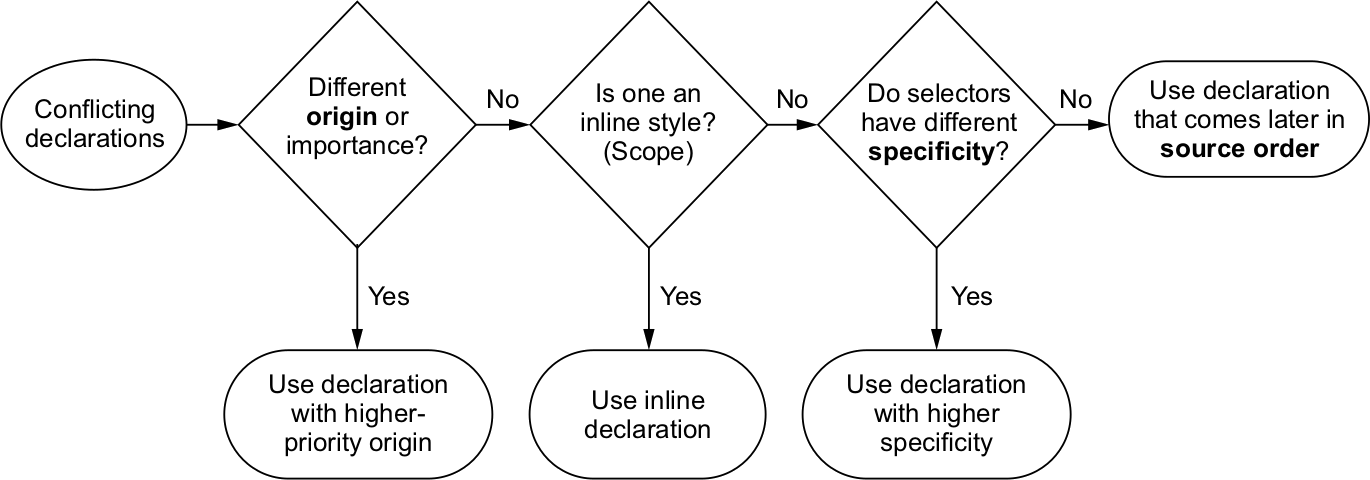 Conflicting
declarations
Different
origin or
importance?
No
Is one an
inline style?
(Scope)
No
Do selectors
have different
specificity?
No
Use declaration
that comes later in
source order
Yes
Yes
Yes
Use declaration
with higher-
priority origin
Use inline
declaration
Use declaration
with higher
specificity